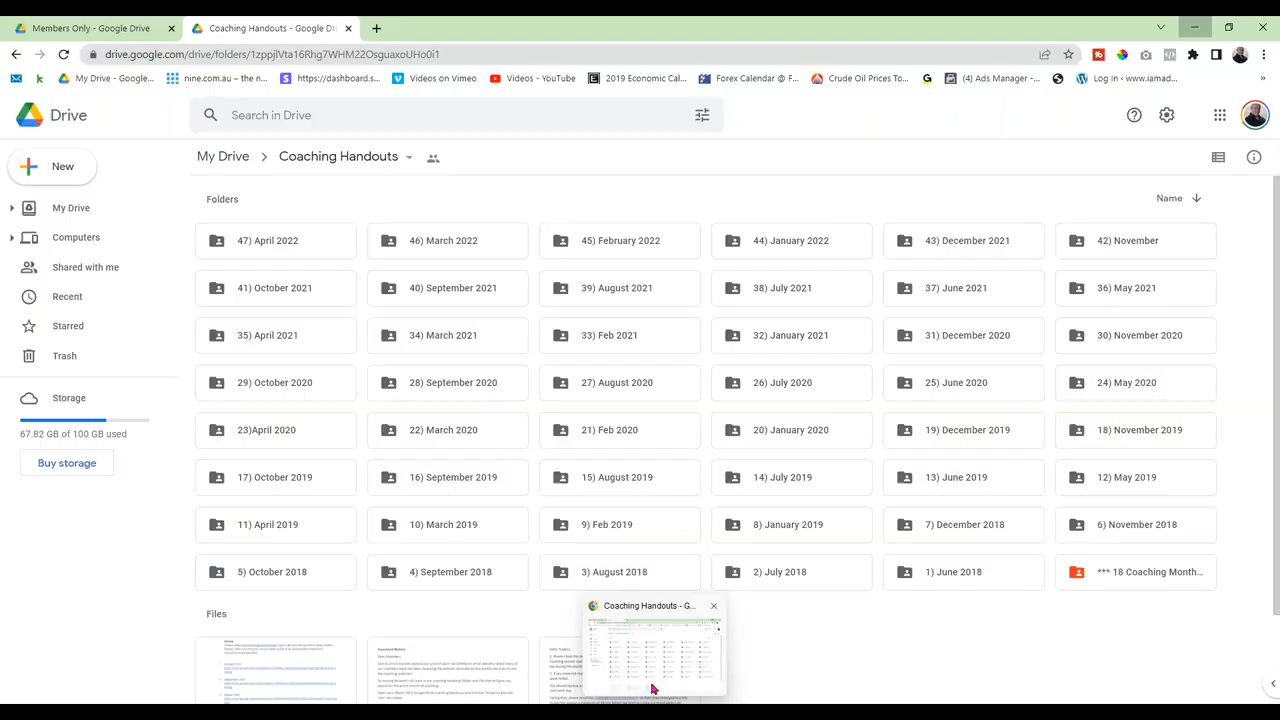 Members Only - Google Drive
Coaching Handouts - Google Dri
drive.google.com/drive/folders/1zppjlVta16Rhg7WHM22OsguaxoUHo0i1
My Drive - Google...
nine.com.au – the n...
https://dashboard.s...
Videos on Vimeo
Videos - YouTube
2019 Economic Cal...
Forex Calendar @ F...
Crude Oil Prices To...
(4) Ads Manager -...
Log In ‹ www.iamad...
Drive
Search in Drive
New
My Drive
Coaching Handouts
My Drive
Computers
Shared with me
Recent
Starred
Trash
Storage
67.82 GB of 100 GB used
Buy storage
Folders
Name
47) April 2022
46) March 2022
45) February 2022
44) January 2022
43) December 2021
42) November
41) October 2021
40) September 2021
39) August 2021
38) July 2021
37) June 2021
36) May 2021
35) April 2021
34) March 2021
33) Feb 2021
32) January 2021
31) December 2020
30) November 2020
29) October 2020
28) September 2020
27) August 2020
26) July 2020
25) June 2020
24) May 2020
23)April 2020
22) March 2020
21) Feb 2020
20) January 2020
19) December 2019
18) November 2019
17) October 2019
16) September 2019
15) August 2019
14) July 2019
13) June 2019
12) May 2019
11) April 2019
10) March 2019
9) Feb 2019
8) January 2019
7) December 2018
6) November 2018
5) October 2018
4) September 2018
3) August 2018
2) July 2018
1) June 2018
*** 18 Coaching Month...
Files
Coaching Handouts - G...